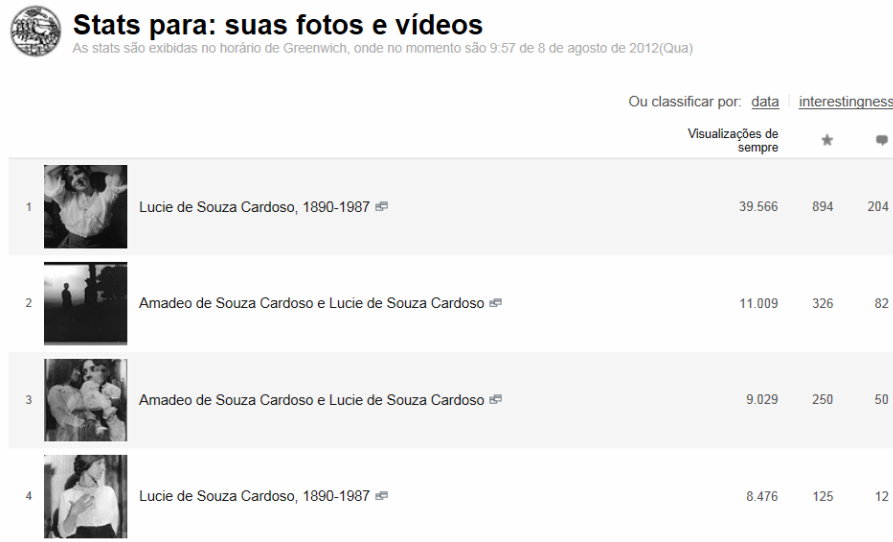 Stats para: suas fotos e vídeos
As stats são exibidas no horário de Greenwich, onde no momento são 9:57 de 8 de agosto de 2012(Qua)
Ou classificar por: data | interestingness
Visualizações de
sempre
1 Lucie de Souza Cardoso, 1890-1987 39.566 894 204
2 Amadeo de Souza Cardoso e Lucie de Souza Cardoso 11.009 326 82
3 Amadeo de Souza Cardoso e Lucie de Souza Cardoso 9.029 250 50
4 Lucie de Souza Cardoso, 1890-1987 8.476 125 12